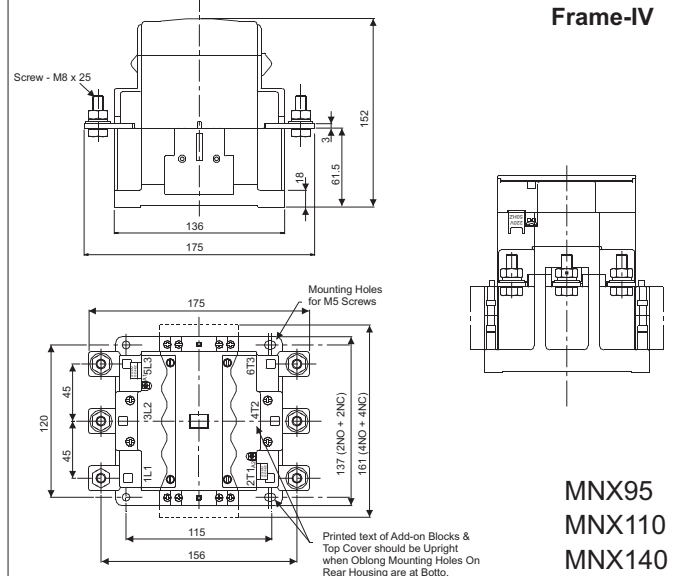 Frame-IV
Screw - M8 x 25
152
3
61.5
18
136
175
220V
50HZ
Mounting Holes
for M5 Screws
175
5L3
6T3
3L2
4T2
1L1
2T1
45
45
120
137 (2NO + 2NC)
161 (4NO + 4NC)
115
156
Printed text of Add-on Blocks &
Top Cover should be Upright
when Oblong Mounting Holes On
Rear Housing are at Botto.
MNX95
MNX110
MNX140